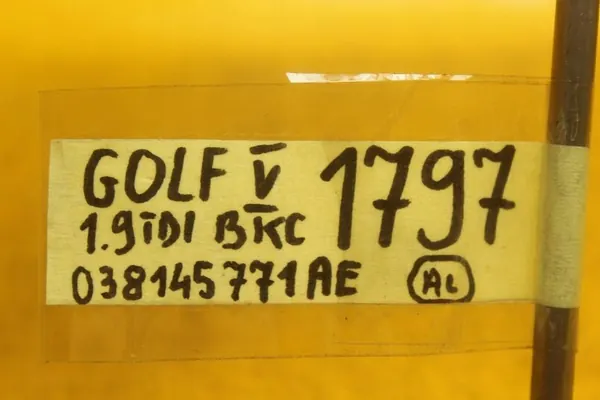 GOLF V 1797
1.9TDI BKC
038145771AE AL